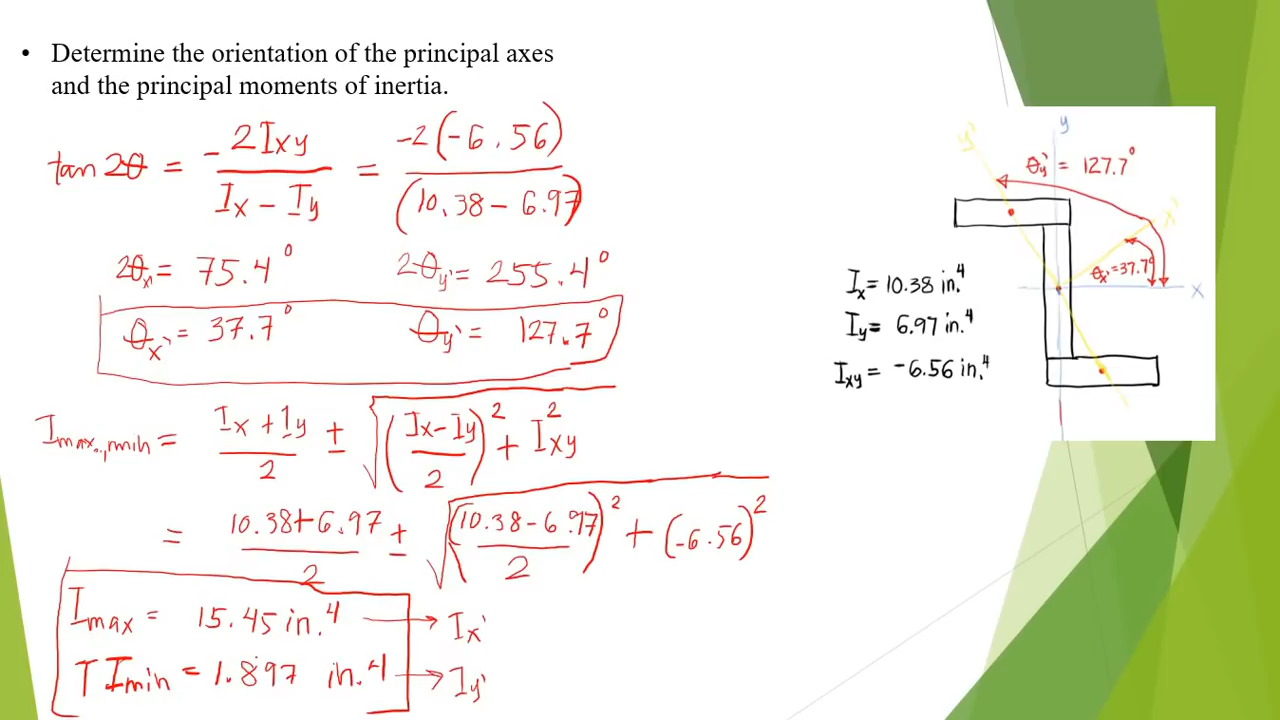 • Determine the orientation of the principal axes
and the principal moments of inertia.
tan 2θ = - 2Ixy / Ix - Iy = -2(-6.56) / (10.38 - 6.97)
2θx' = 75.4° 2θy' = 255.4°
θx' = 37.7° θy' = 127.7°
Imax.,min = Ix + Iy / 2 ± √(Ix - Iy / 2)² + I²xy
= 10.38+6.97 / 2 ± √(10.38 - 6.97 / 2)² + (-6.56)²
Imax = 15.45 in.⁴ → Ix'
I Imin = 1.897 in.⁴ → Iy'
y
y'
θy' = 127.7°
x'
θx' = 37.7°
x
Ix = 10.38 in.⁴
Iy = 6.97 in.⁴
Ixy = -6.56 in.⁴